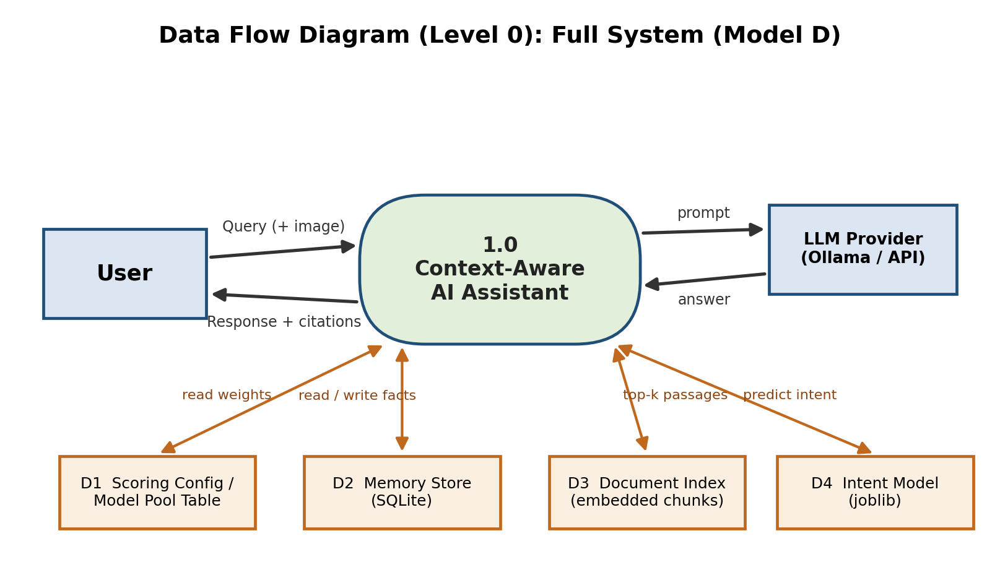 Data Flow Diagram (Level 0): Full System (Model D)
Query (+ image)
prompt
User
1.0
Context-Aware
AI Assistant
LLM Provider
(Ollama / API)
Response + citations
answer
read weights
read / write facts
top-k passages
predict intent
D1  Scoring Config /
Model Pool Table
D2  Memory Store
(SQLite)
D3  Document Index
(embedded chunks)
D4  Intent Model
(joblib)